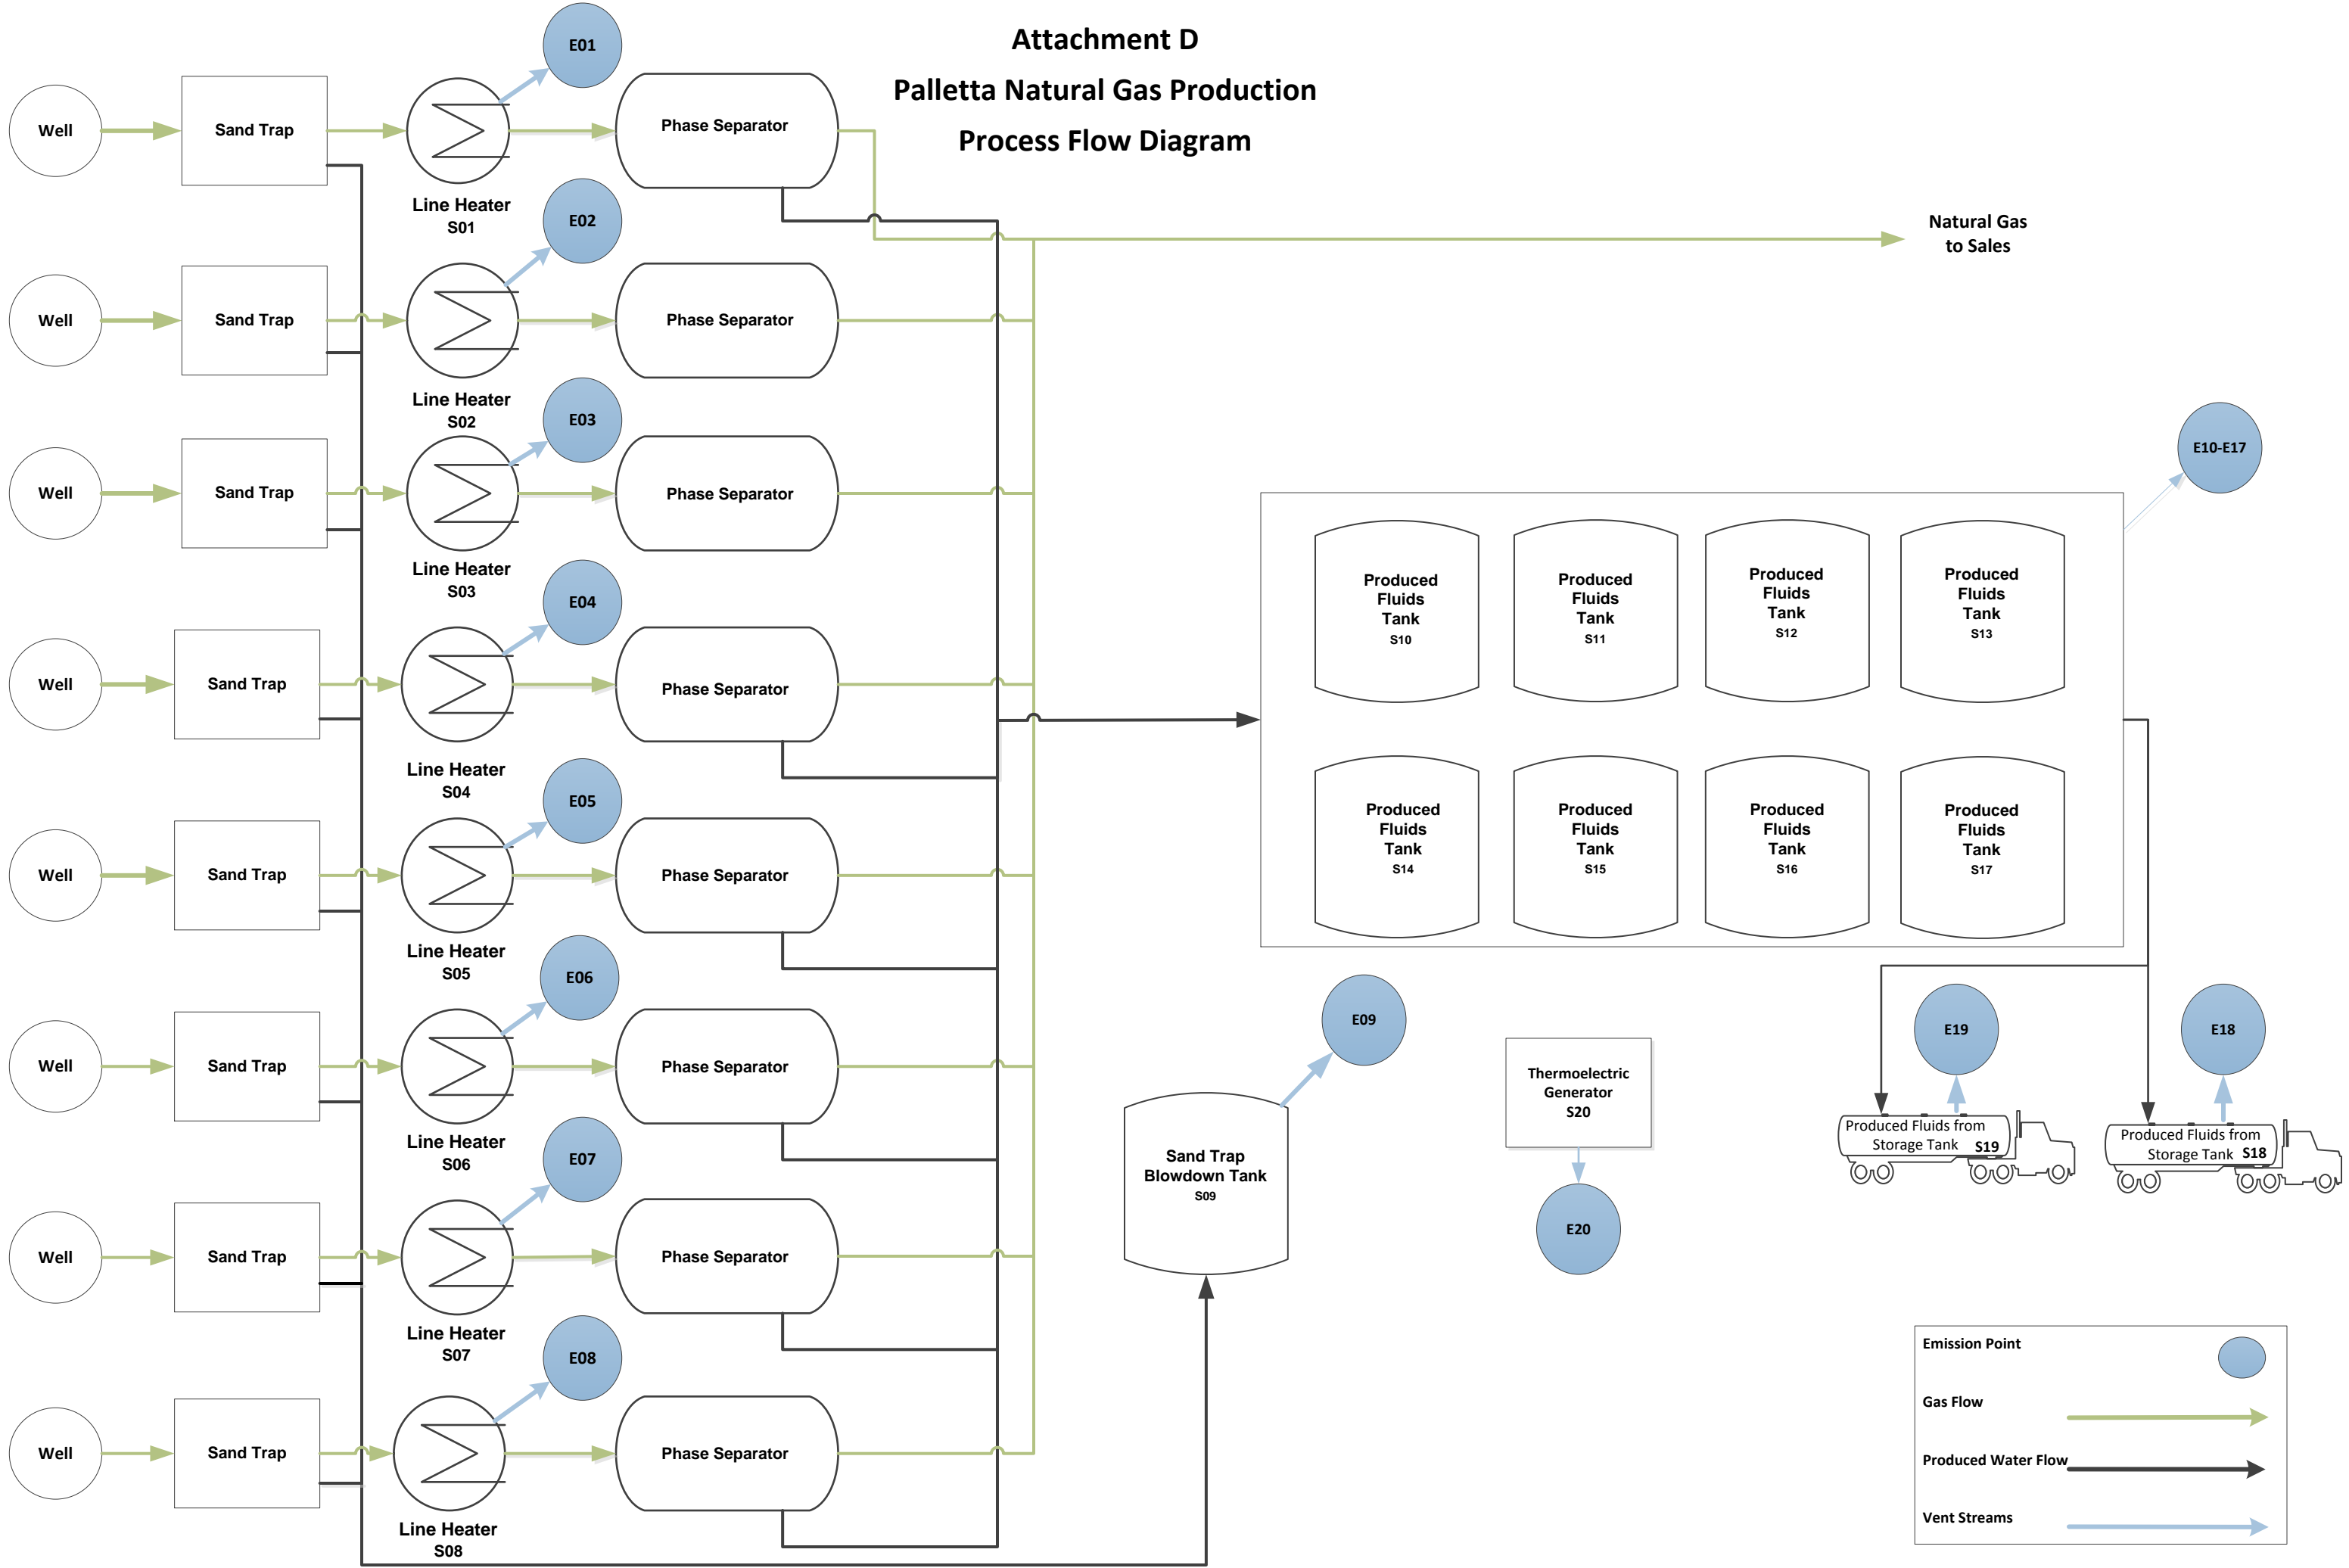 Attachment D
Palletta Natural Gas Production
Process Flow Diagram
E01
Well
Sand Trap
Phase Separator
Line Heater
S01
E02
Natural Gas
to Sales
Well
Sand Trap
Phase Separator
Line Heater
S02
E03
E10-E17
Well
Sand Trap
Phase Separator
Line Heater
S03
E04
Well
Sand Trap
Phase Separator
Line Heater
S04
E05
Well
Sand Trap
Phase Separator
Line Heater
S05
E06
Well
Sand Trap
Phase Separator
Line Heater
S06
E07
Well
Sand Trap
Phase Separator
Line Heater
S07
E08
Well
Sand Trap
Phase Separator
Line Heater
S08
Produced
Fluids
Tank
S10
Produced
Fluids
Tank
S11
Produced
Fluids
Tank
S12
Produced
Fluids
Tank
S13
Produced
Fluids
Tank
S14
Produced
Fluids
Tank
S15
Produced
Fluids
Tank
S16
Produced
Fluids
Tank
S17
E09
Sand Trap
Blowdown Tank
S09
Thermoelectric
Generator
S20
E20
E19
Produced Fluids from
Storage Tank S19
E18
Produced Fluids from
Storage Tank S18
Emission Point
Gas Flow
Produced Water Flow
Vent Streams